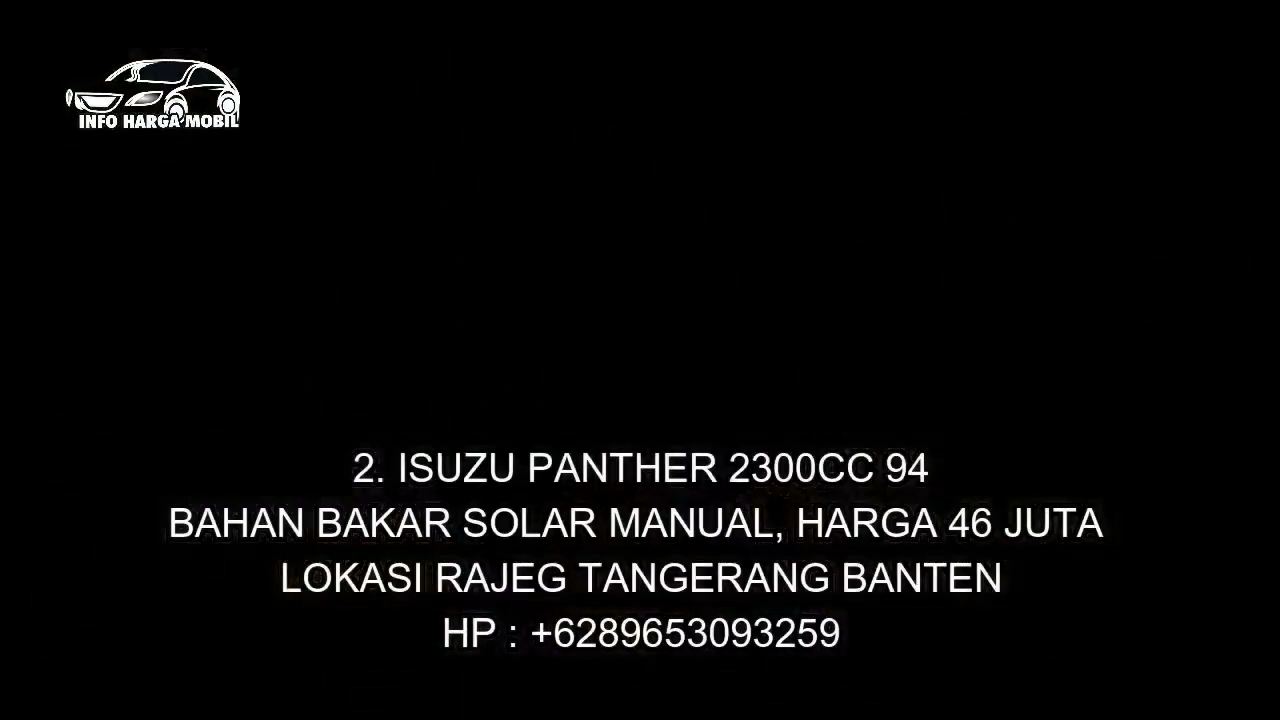 INFO HARGA MOBIL
2. ISUZU PANTHER 2300CC 94
BAHAN BAKAR SOLAR MANUAL, HARGA 46 JUTA
LOKASI RAJEG TANGERANG BANTEN
HP : +6289653093259